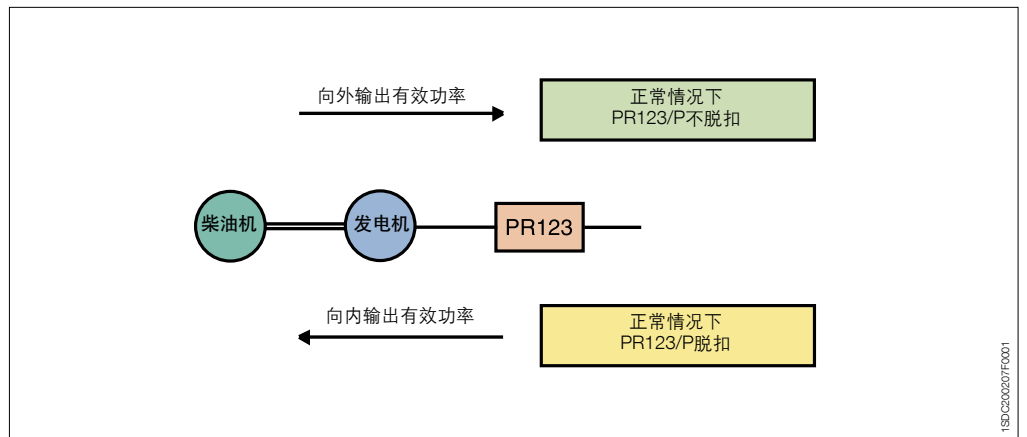 向外输出有效功率
正常情况下
PR123/P不脱扣
柴油机
发电机
PR123
向内输出有效功率
正常情况下
PR123/P脱扣
1SDC200207F0001